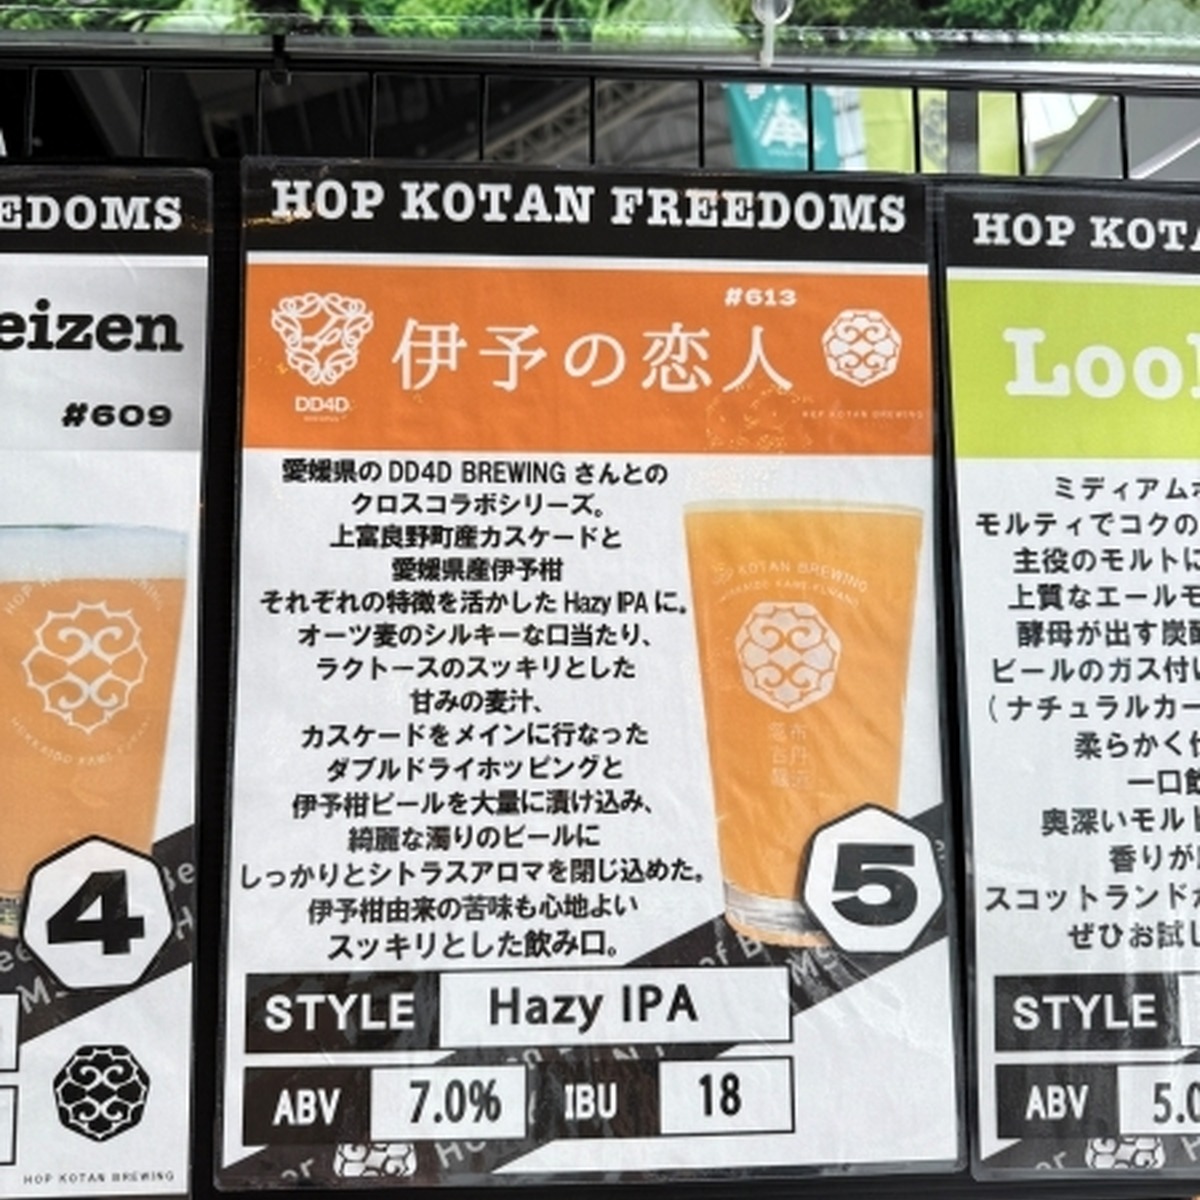 EDOMS
eizen
#609
4
HOP KOTAN BREWING
HOP KOTAN FREEDOMS
#613
伊予の恋人
DD4D
HOP KOTAN BREWING
愛媛県の DD4D BREWING さんとの
クロスコラボシリーズ。
上富良野町産カスケードと
愛媛県産伊予柑
それぞれの特徴を活かした Hazy IPA に。
オーツ麦のシルキーな口当たり、
ラクトースのスッキリとした
甘みの麦汁、
カスケードをメインに行なった
ダブルドライホッピングと
伊予柑ピールを大量に漬け込み、
綺麗な濁りのビールに
しっかりとシトラスアロマを閉じ込めた。
伊予柑由来の苦味も心地よい
スッキリとした飲み口。
KOTAN BREWING
5
STYLE Hazy IPA
ABV 7.0% IBU 18
HOP KOTA
Loo
ミディアムボ
モルティでコクの
主役のモルトに
上質なエールモ
酵母が出す炭酸
ビールのガス付け
（ナチュラルカー
柔らかく
一口飲
奥深いモルト
香りが
スコットランド
ぜひお試し
STYLE
ABV 5.0